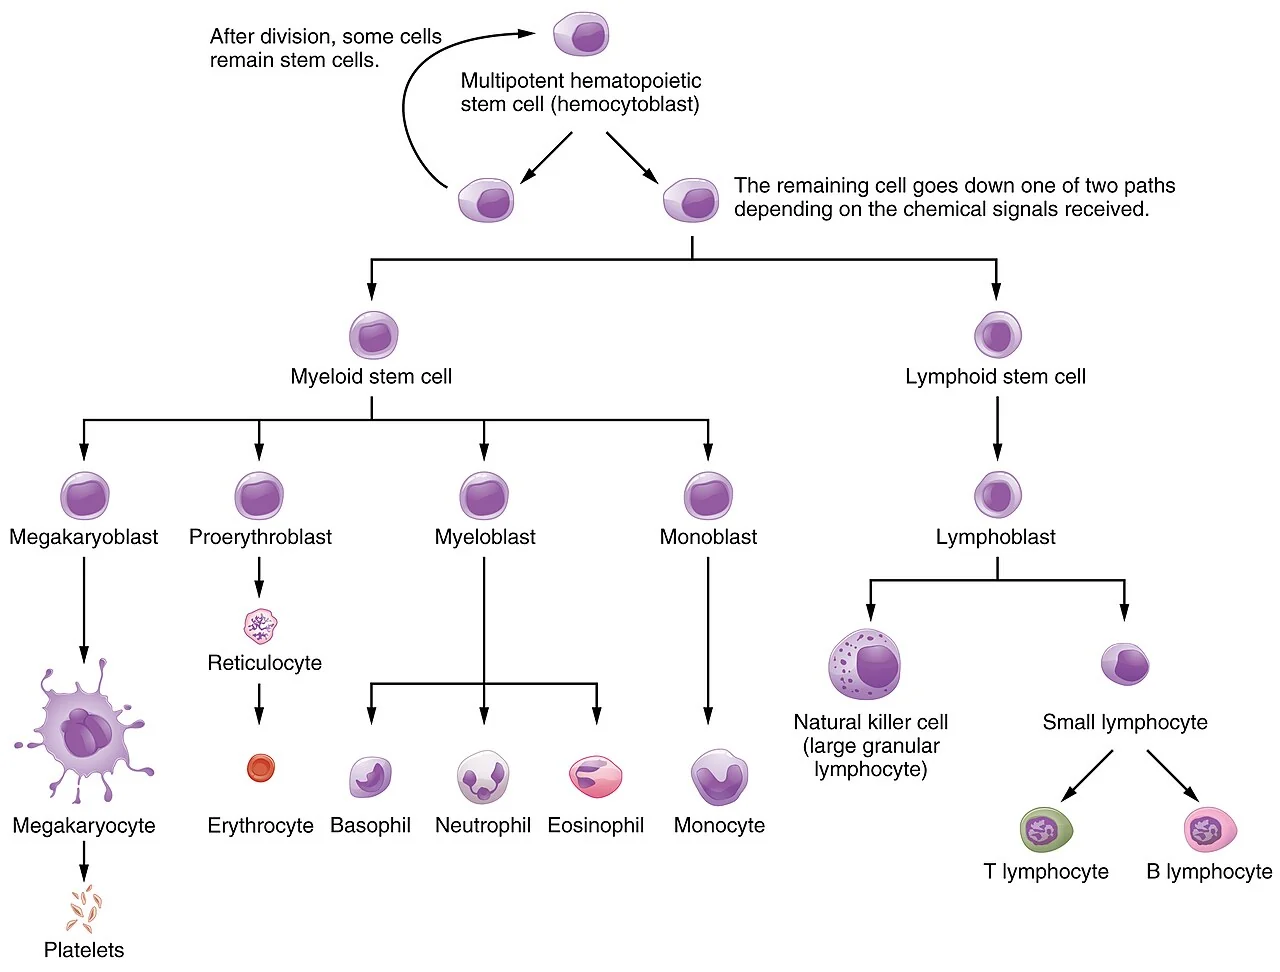 After division, some cells
remain stem cells.
Multipotent hematopoietic
stem cell (hemocytoblast)
The remaining cell goes down one of two paths
depending on the chemical signals received.
Myeloid stem cell
Lymphoid stem cell
Megakaryoblast
Proerythroblast
Myeloblast
Monoblast
Lymphoblast
Reticulocyte
Natural killer cell
(large granular
lymphocyte)
Small lymphocyte
Megakaryocyte
Erythrocyte
Basophil
Neutrophil
Eosinophil
Monocyte
T lymphocyte
B lymphocyte
Platelets